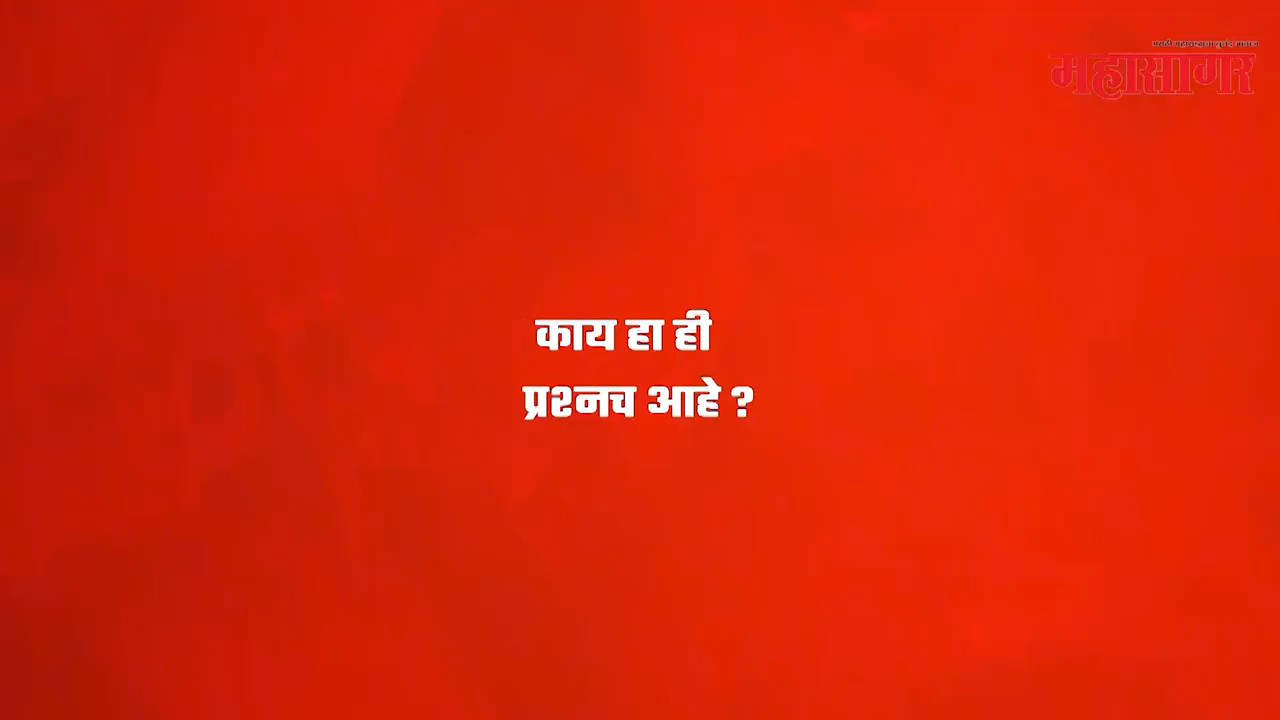 महासागर
काय हा ही
प्रश्नच आहे ?